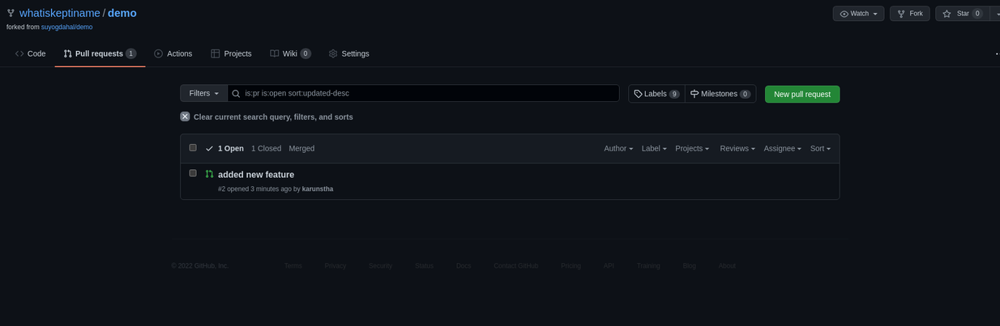 whatiskeptiname / demo
Watch
Fork
Star 0
forked from suyogdahal/demo
Code
Pull requests 1
Actions
Projects
Wiki 0
Settings
Filters
is:pr is:open sort:updated-desc
Labels 9
Milestones 0
New pull request
Clear current search query, filters, and sorts
1 Open
1 Closed
Merged
Author
Label
Projects
Reviews
Assignee
Sort
added new feature
#2 opened 3 minutes ago by karunstha
© 2022 GitHub, Inc.
Terms
Privacy
Security
Status
Docs
Contact GitHub
Pricing
API
Training
Blog
About